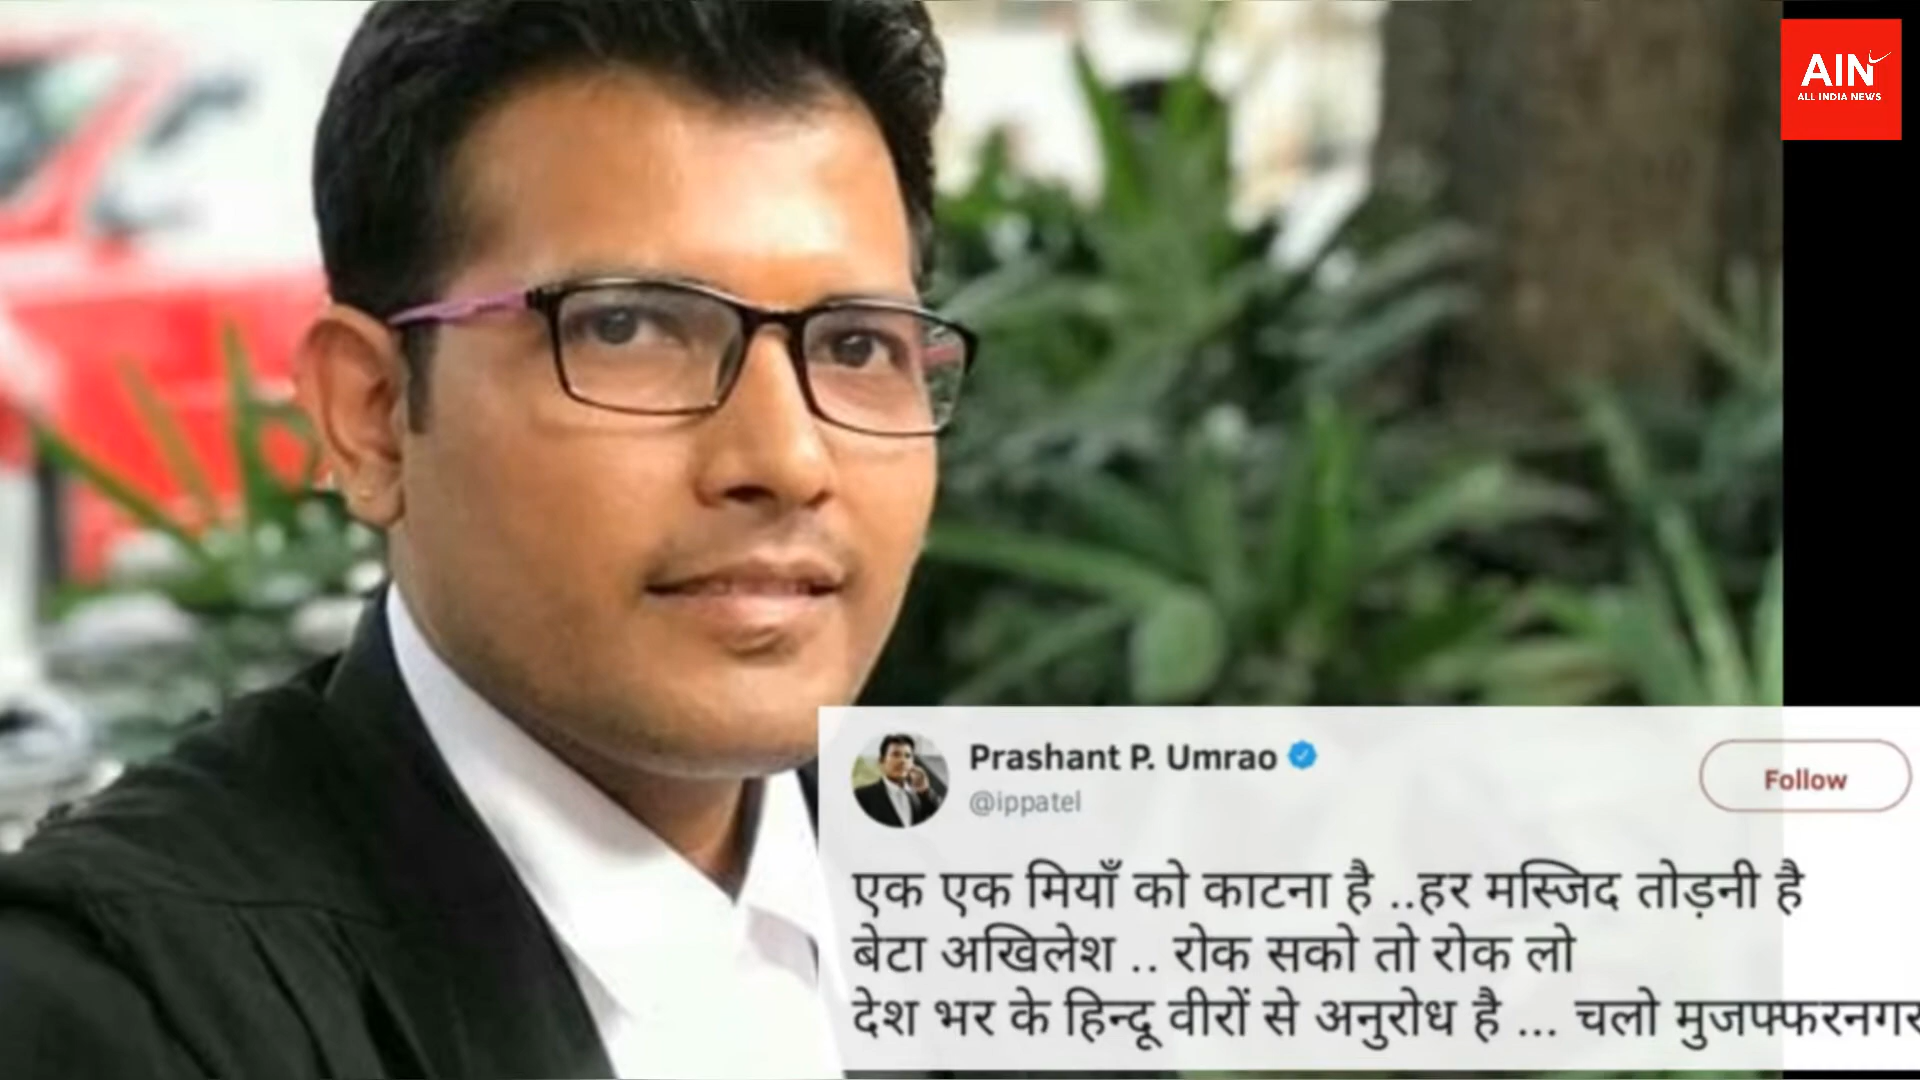 AIN
ALL INDIA NEWS
Prashant P. Umrao
@ippatel
Follow
एक एक मियाँ को काटना है ..हर मस्जिद तोड़नी है
बेटा अखिलेश .. रोक सको तो रोक लो
देश भर के हिन्दू वीरों से अनुरोध है ... चलो मुजफ्फरनगर